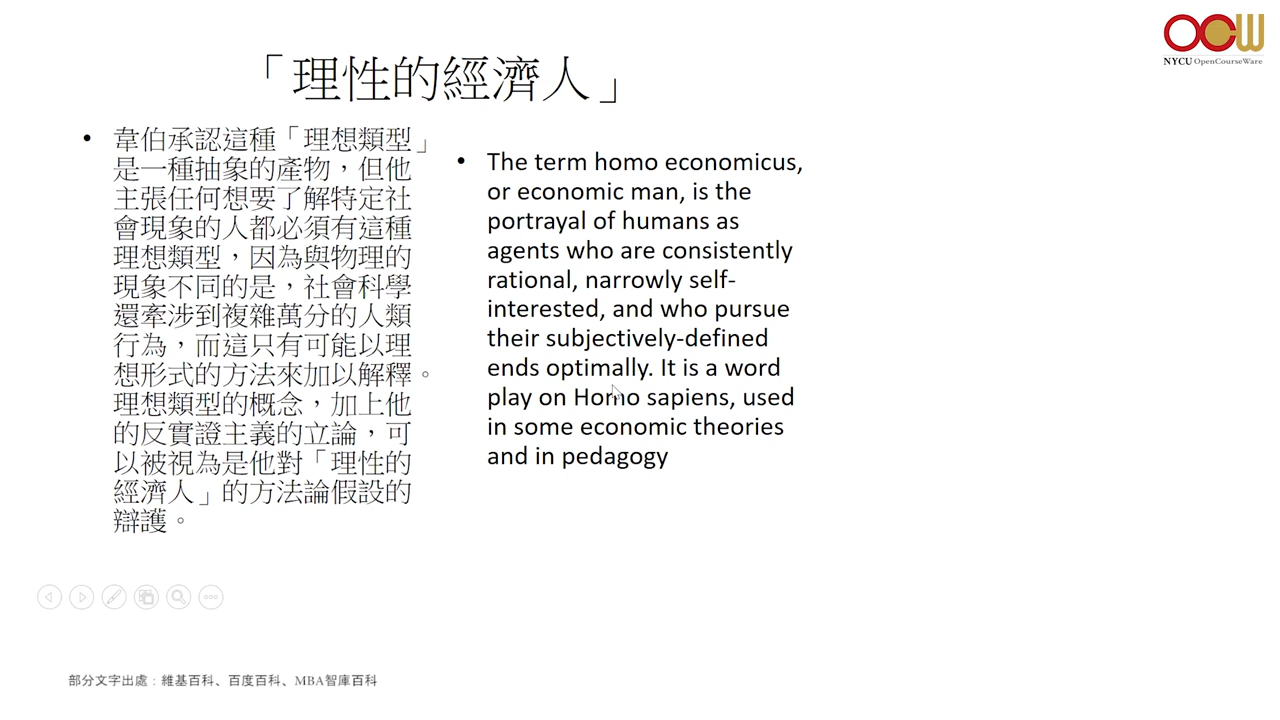 OCW
NYCU OpenCourseWare
「理性的經濟人」
• 韋伯承認這種「理想類型」
是一種抽象的產物，但他
主張任何想要了解特定社
會現象的人都必須有這種
理想類型，因為與物理的
現象不同的是，社會科學
還牽涉到複雜萬分的人類
行為，而這只有可能以理
想形式的方法來加以解釋。
理想類型的概念，加上他
的反實證主義的立論，可
以被視為是他對「理性的
經濟人」的方法論假設的
辯護。
• The term homo economicus,
or economic man, is the
portrayal of humans as
agents who are consistently
rational, narrowly self-
interested, and who pursue
their subjectively-defined
ends optimally. It is a word
play on Homo sapiens, used
in some economic theories
and in pedagogy
部分文字出處：維基百科、百度百科、MBA智庫百科